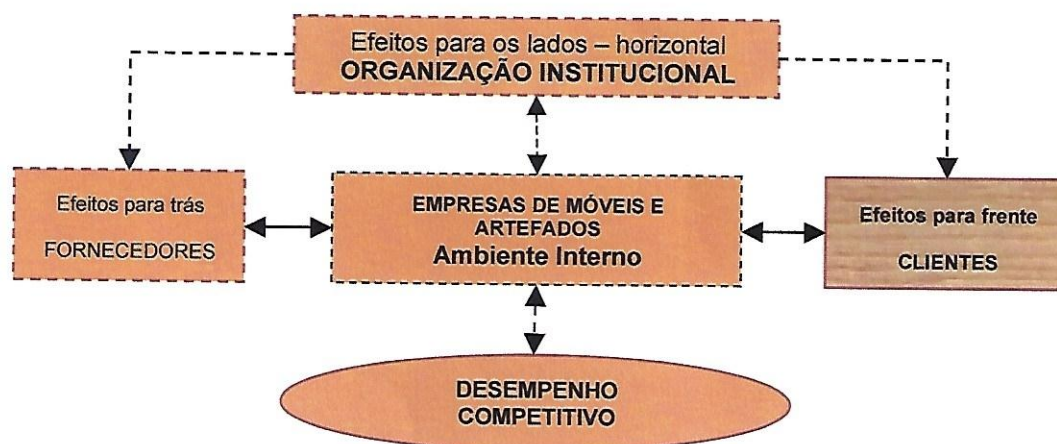 Efeitos para os lados – horizontal
ORGANIZAÇÃO INSTITUCIONAL
Efeitos para trás
FORNECEDORES
EMPRESAS DE MÓVEIS E
ARTEFADOS
Ambiente Interno
Efeitos para frente
CLIENTES
DESEMPENHO
COMPETITIVO